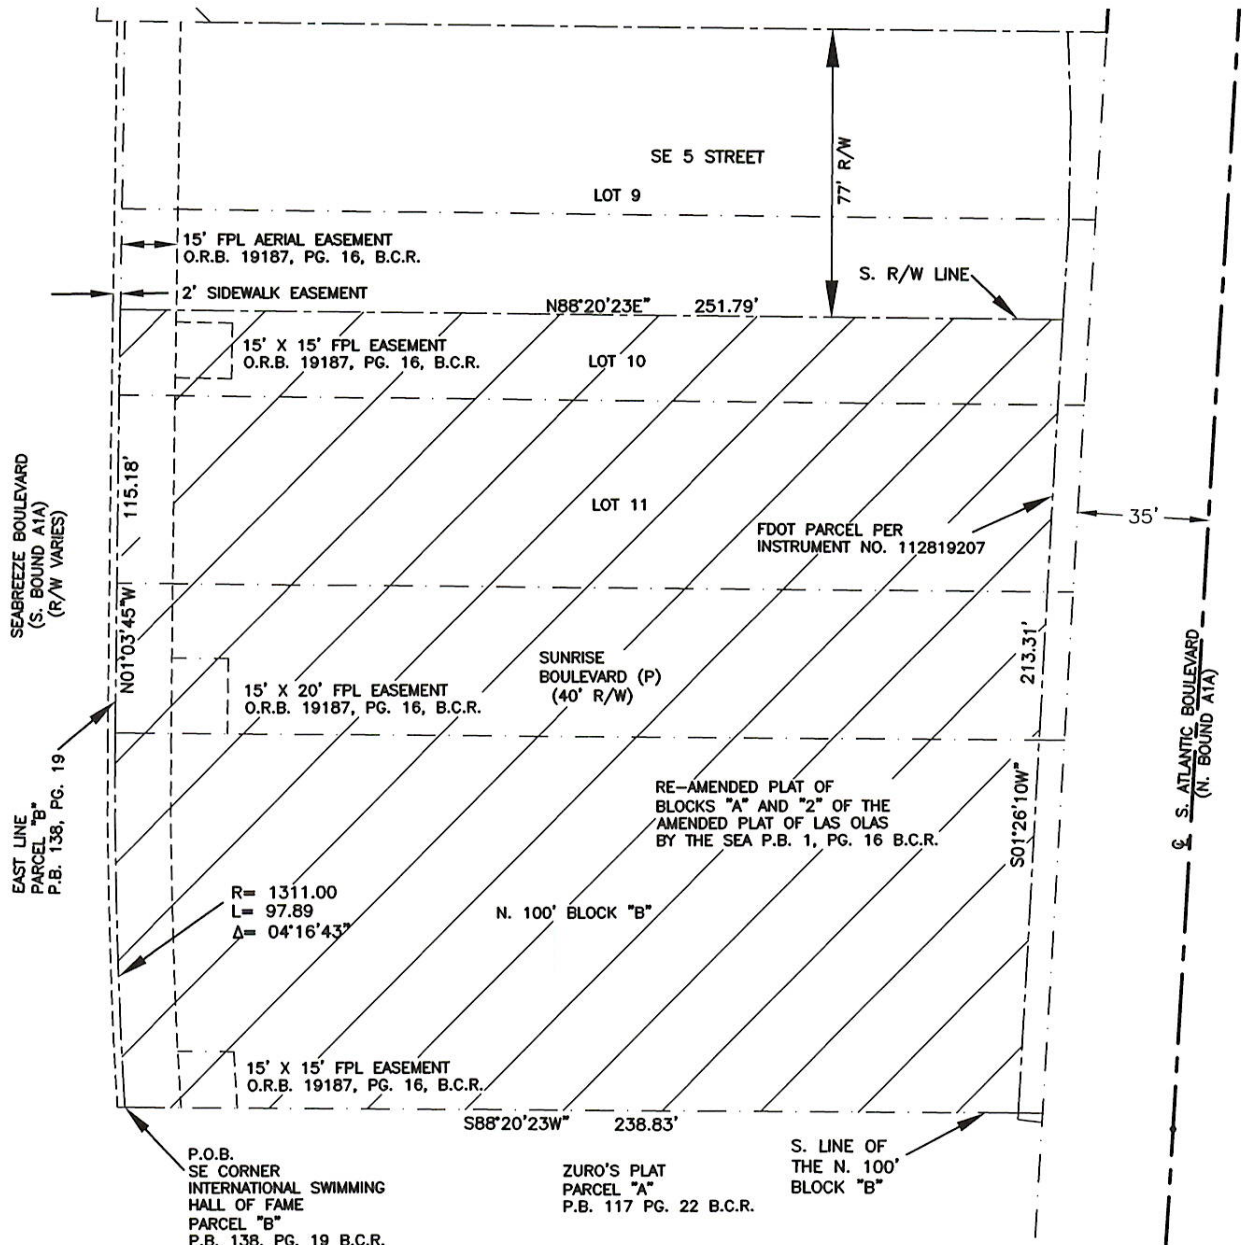 SE 5 STREET
77' R/W
LOT 9
15' FPL AERIAL EASEMENT
O.R.B. 19187, PG. 16, B.C.R.
S. R/W LINE
2' SIDEWALK EASEMENT
N88°20'23E" 251.79'
15' X 15' FPL EASEMENT
O.R.B. 19187, PG. 16, B.C.R.
LOT 10
SEABREEZE BOULEVARD
(S. BOUND A1A)
(R/W VARIES)
115.18'
N01°03'45"W
LOT 11
35'
FDOT PARCEL PER
INSTRUMENT NO. 112819207
SUNRISE
BOULEVARD (P)
(40' R/W)
213.31'
S01°26'10W"
℄ S. ATLANTIC BOULEVARD
(N. BOUND A1A)
15' X 20' FPL EASEMENT
O.R.B. 19187, PG. 16, B.C.R.
EAST LINE
PARCEL "B"
P.B. 138, PG. 19
RE-AMENDED PLAT OF
BLOCKS "A" AND "2" OF THE
AMENDED PLAT OF LAS OLAS
BY THE SEA P.B. 1, PG. 16 B.C.R.
R= 1311.00
L= 97.89
Δ= 04°16'43"
N. 100' BLOCK "B"
15' X 15' FPL EASEMENT
O.R.B. 19187, PG. 16, B.C.R.
S88°20'23W" 238.83'
P.O.B.
SE CORNER
INTERNATIONAL SWIMMING
HALL OF FAME
PARCEL "B"
P.B. 138, PG. 19 B.C.R.
ZURO'S PLAT
PARCEL "A"
P.B. 117 PG. 22 B.C.R.
S. LINE OF
THE N. 100'
BLOCK "B"